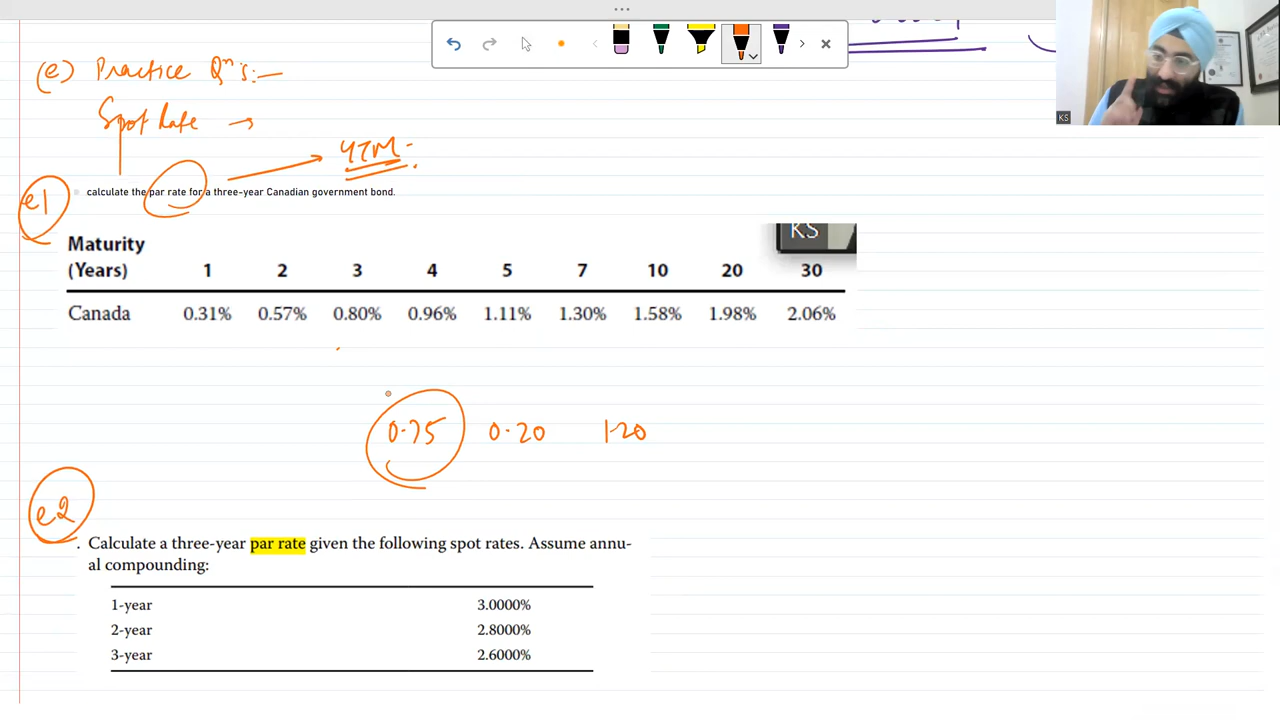 (e) Practice Qn's:—
Spot Rate →
YTM
KS
e1
calculate the par rate for a three-year Canadian government bond.
KS
Maturity
(Years) 1 2 3 4 5 7 10 20 30
Canada 0.31% 0.57% 0.80% 0.96% 1.11% 1.30% 1.58% 1.98% 2.06%
0.75 0.20 1.20
e2
. Calculate a three-year par rate given the following spot rates. Assume annu-
al compounding:
1-year 3.0000%
2-year 2.8000%
3-year 2.6000%